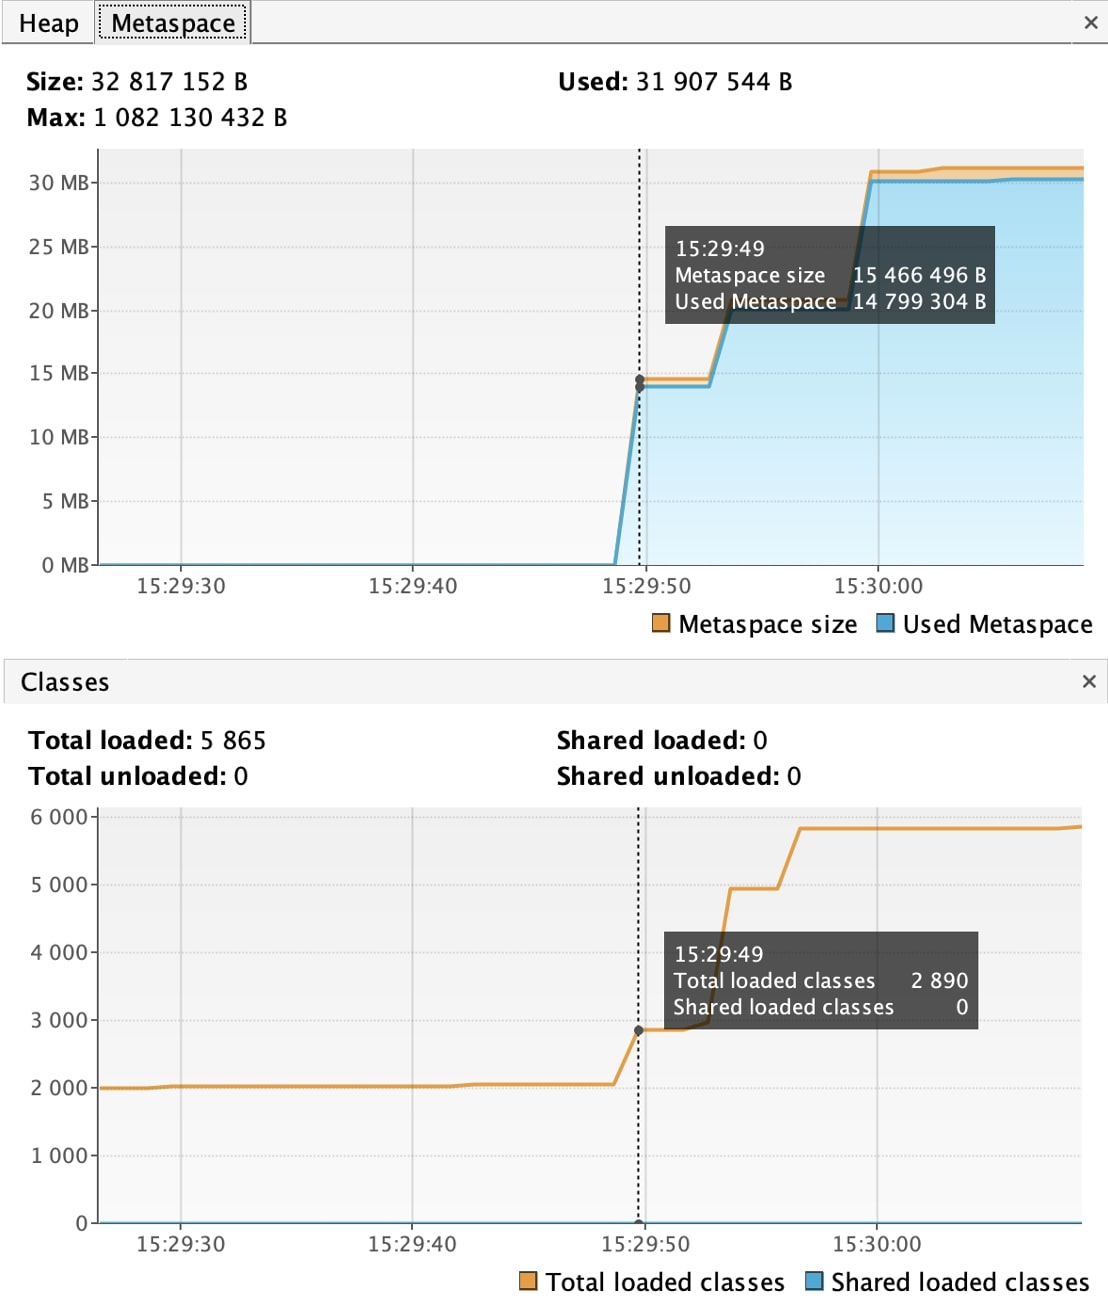 Heap Metaspace ×
Size: 32 817 152 B Used: 31 907 544 B
Max: 1 082 130 432 B
30 MB
25 MB
20 MB
15 MB
10 MB
5 MB
0 MB
15:29:49
Metaspace size 15 466 496 B
Used Metaspace 14 799 304 B
15:29:30 15:29:40 15:29:50 15:30:00
Metaspace size Used Metaspace
Classes ×
Total loaded: 5 865 Shared loaded: 0
Total unloaded: 0 Shared unloaded: 0
6 000
5 000
4 000
3 000
2 000
1 000
0
15:29:49
Total loaded classes 2 890
Shared loaded classes 0
15:29:30 15:29:40 15:29:50 15:30:00
Total loaded classes Shared loaded classes